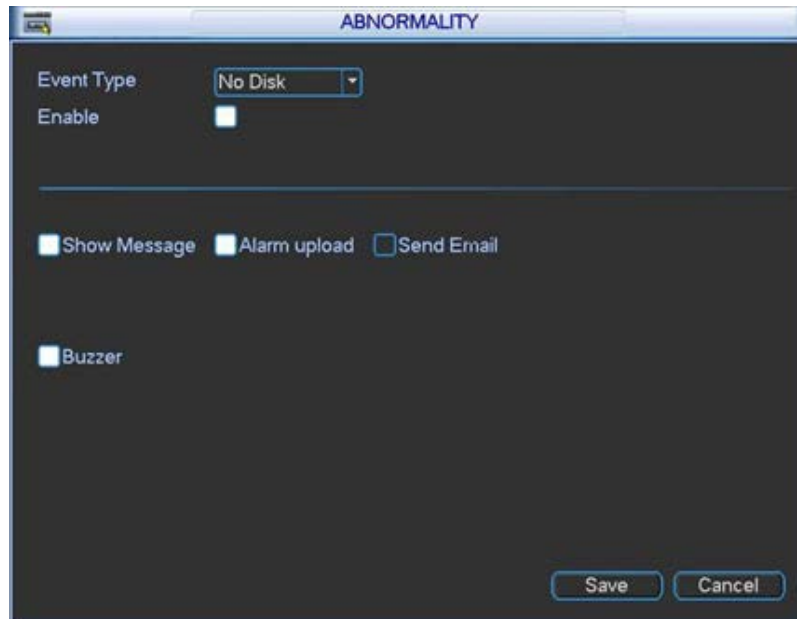 ABNORMALITY
Event Type No Disk
Enable
Show Message Alarm upload Send Email
Buzzer
Save Cancel